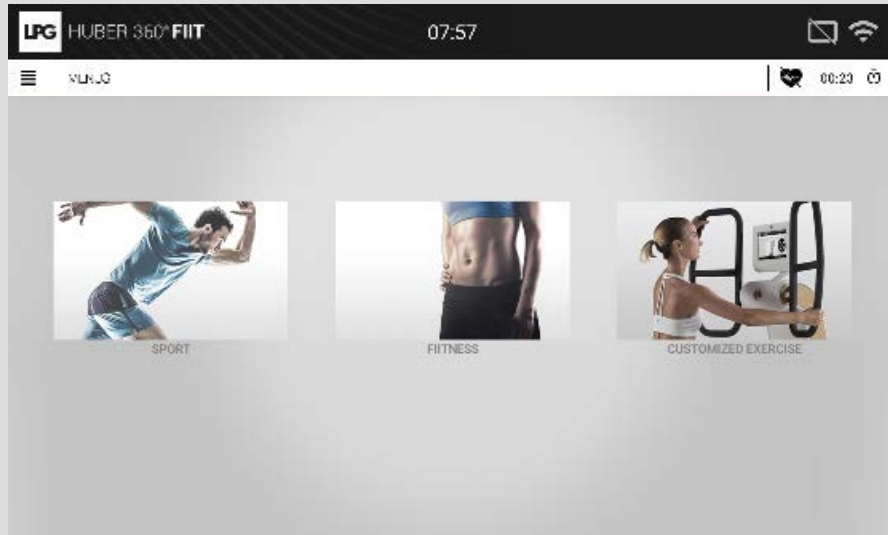 LPG HUBER 360° FIIT 07:57
00:23
SPORT
FIITNESS
CUSTOMIZED EXERCISE